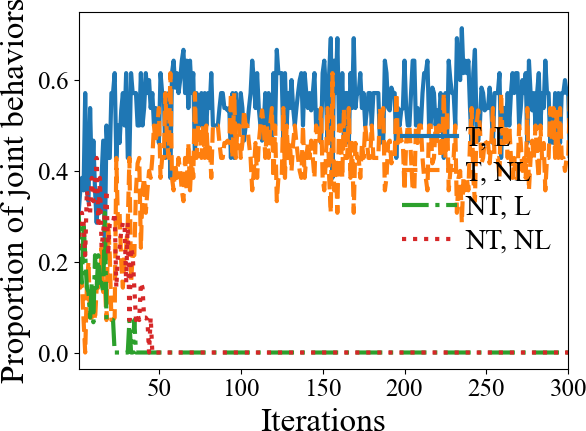 Proportion of joint behaviors
0.6
0.4
0.2
0.0
T, L
T, NL
NT, L
NT, NL
50 100 150 200 250 300
Iterations